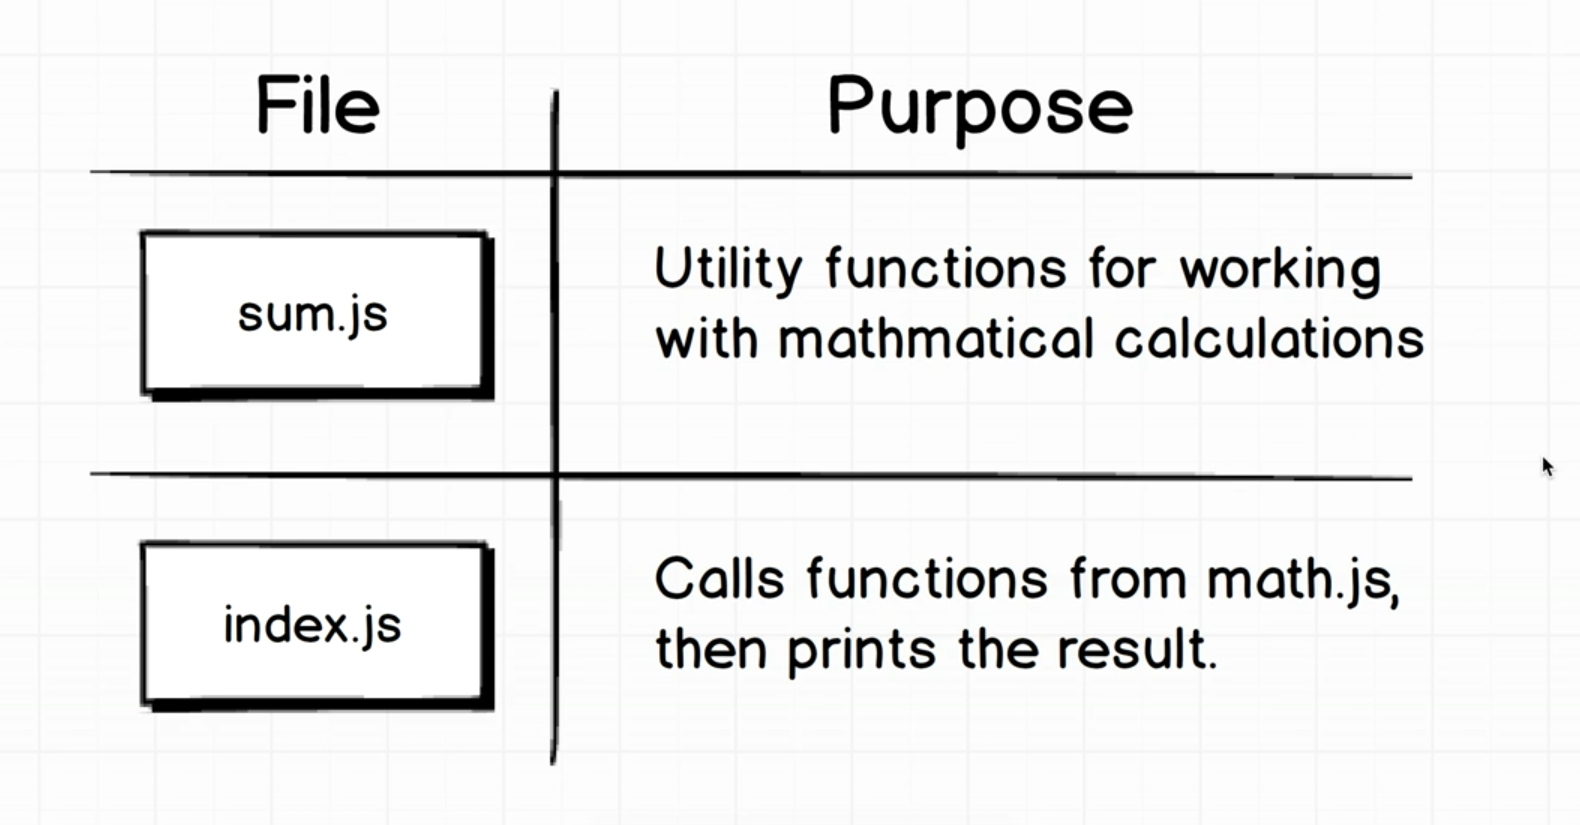 File
Purpose
sum.js
Utility functions for working
with mathmatical calculations
index.js
Calls functions from math.js,
then prints the result.